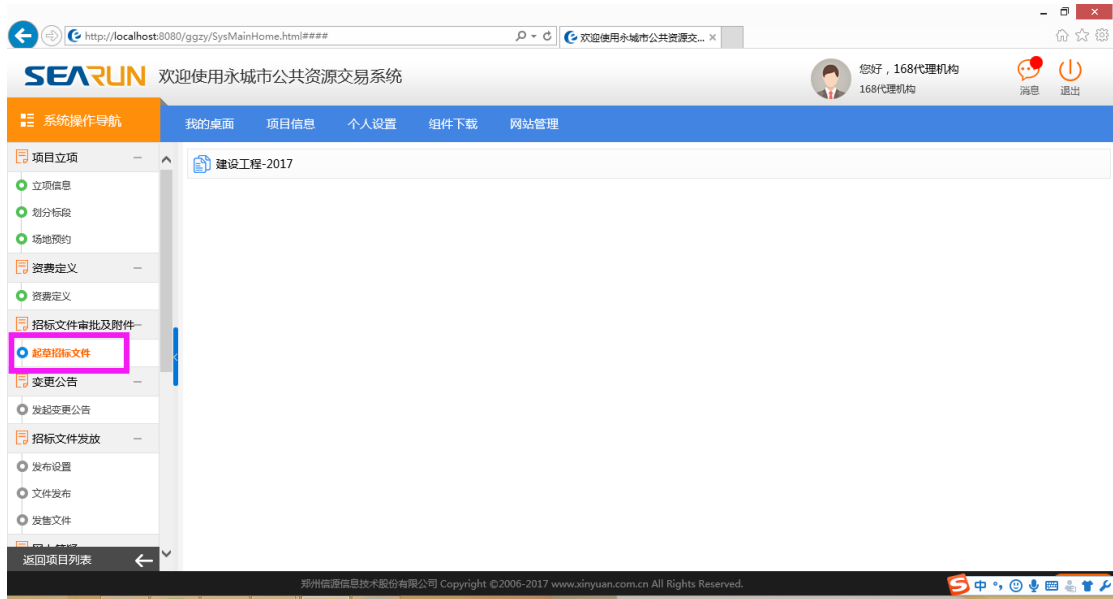 http://localhost:8080/ggzy/SysMainHome.html####
欢迎使用永城市公共资源交...
SEARUN 欢迎使用永城市公共资源交易系统
您好，168代理机构
168代理机构
消息
退出
系统操作导航
我的桌面 项目信息 个人设置 组件下载 网站管理
项目立项
建设工程-2017
立项信息
划分标段
场地预约
资费定义
资费定义
招标文件审批及附件
起草招标文件
变更公告
发起变更公告
招标文件发放
发布设置
文件发布
发售文件
返回项目列表
郑州信源信息技术股份有限公司 Copyright ©2006-2017 www.xinyuan.com.cn All Rights Reserved.
中